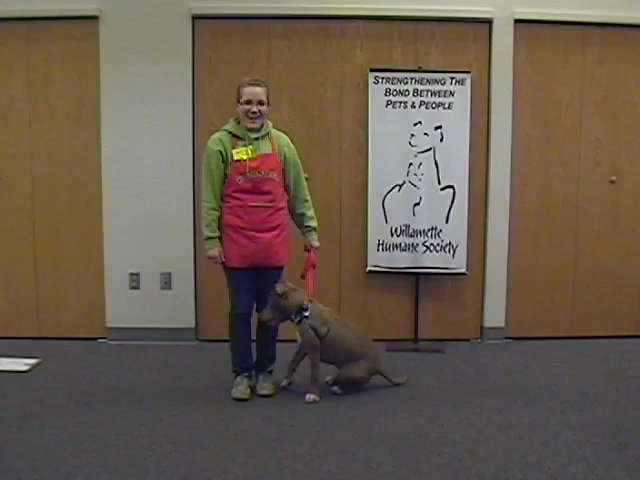 STRENGTHENING THE
BOND BETWEEN
PETS & PEOPLE
Willamette
Humane Society